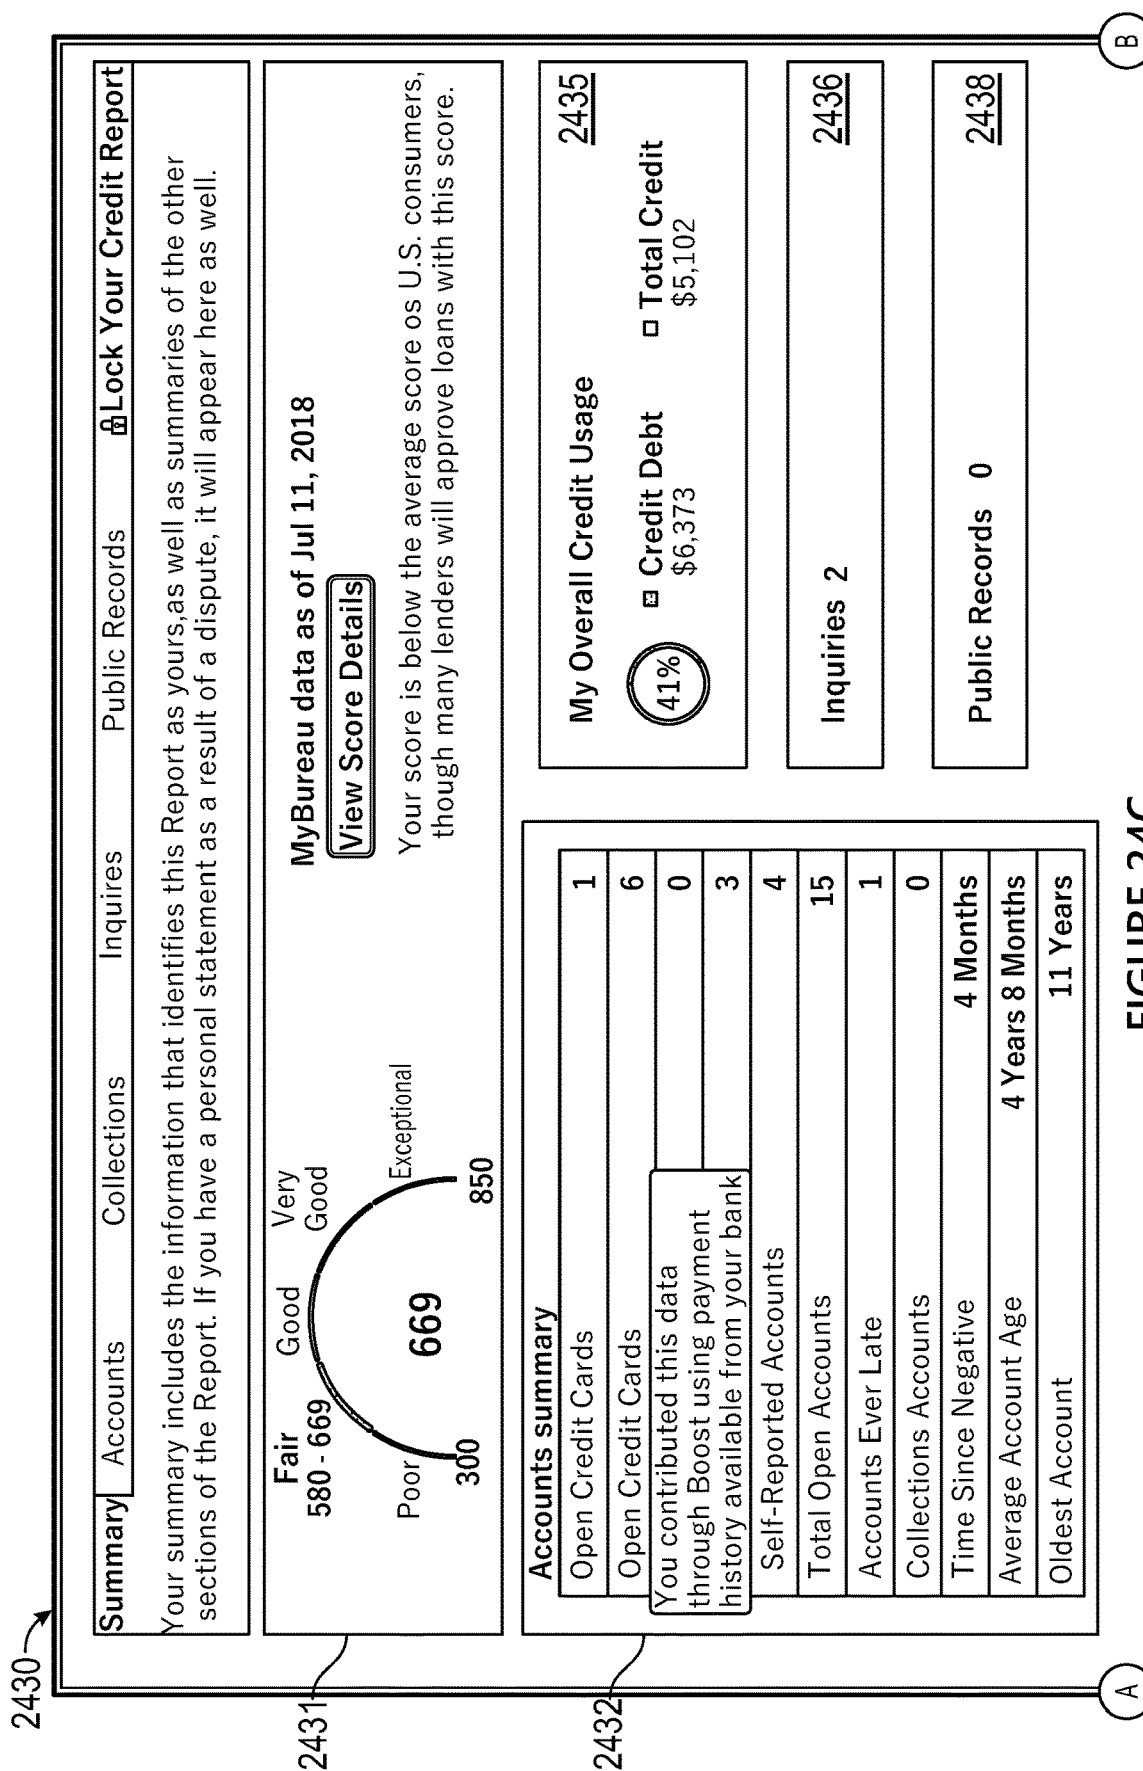 2430
Summary Accounts Collections Inquires Public Records Lock Your Credit Report
Your summary includes the information that identifies this Report as yours,as well as summaries of the other
sections of the Report. If you have a personal statement as a result of a dispute, it will appear here as well.
2431
Fair
580 - 669
Good
Very
Good
Poor
Exceptional
669
300
850
MyBureau data as of Jul 11, 2018
View Score Details
Your score is below the average score os U.S. consumers,
though many lenders will approve loans with this score.
2432
Accounts summary
Open Credit Cards 1
Open Credit Cards 6
0
3
You contributed this data
through Boost using payment
history available from your bank
Self-Reported Accounts 4
Total Open Accounts 15
Accounts Ever Late 1
Collections Accounts 0
Time Since Negative 4 Months
Average Account Age 4 Years 8 Months
Oldest Account 11 Years
My Overall Credit Usage 2435
41%
Credit Debt
$6,373
Total Credit
$5,102
Inquiries 2 2436
Public Records 0 2438
A
B
FIGURE 24C